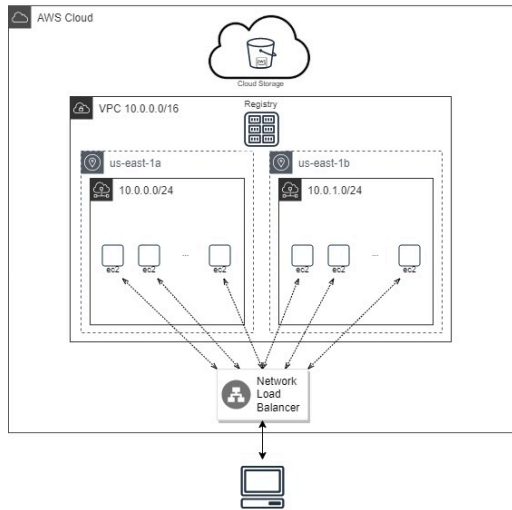 AWS Cloud
aws
Cloud Storage
VPC 10.0.0.0/16
Registry
us-east-1a
us-east-1b
10.0.0.0/24
10.0.1.0/24
ec2
ec2
...
ec2
ec2
ec2
...
ec2
Network
Load
Balancer